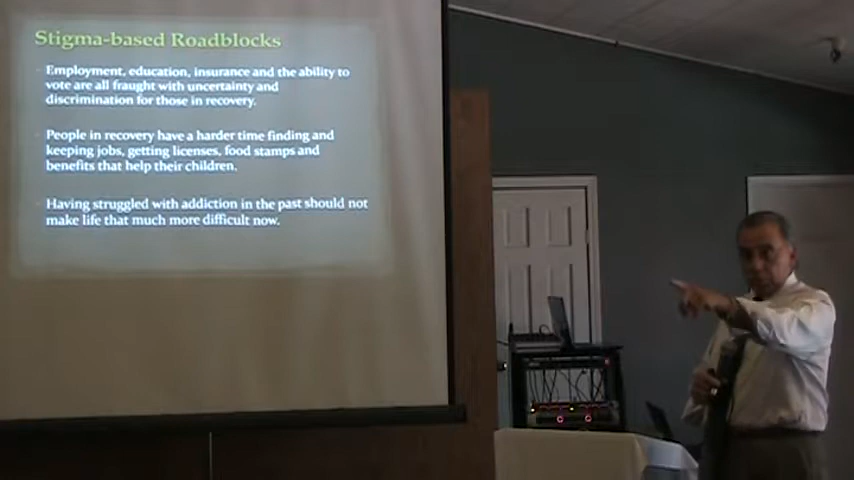 Stigma-based Roadblocks
Employment, education, insurance and the ability to
vote are all fraught with uncertainty and
discrimination for those in recovery.
People in recovery have a harder time finding and
keeping jobs, getting licenses, food stamps and
benefits that help their children.
Having struggled with addiction in the past should not
make life that much more difficult now.